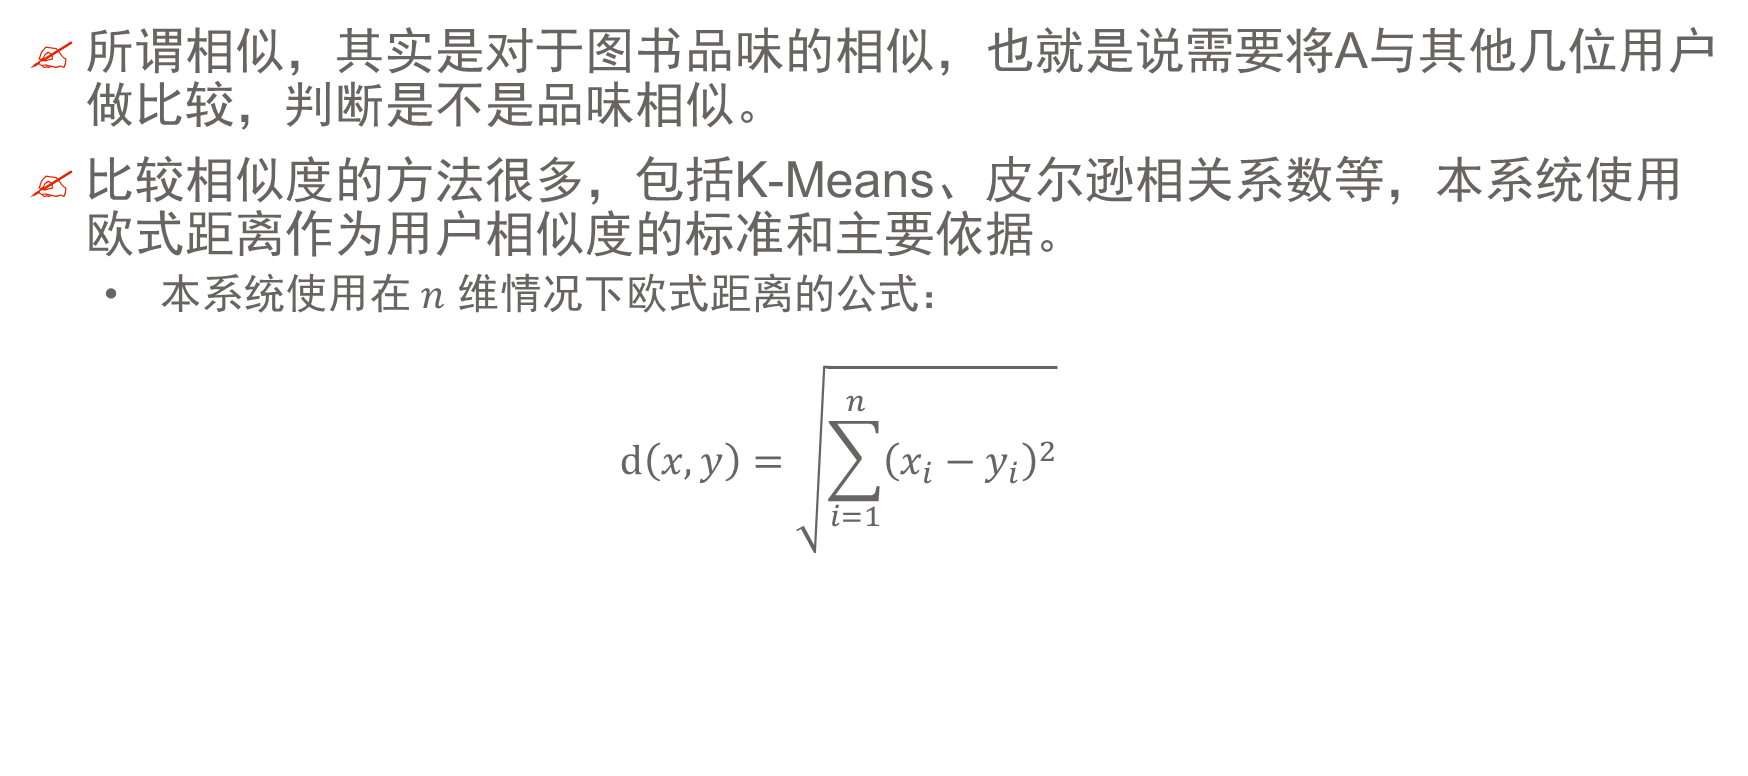 所谓相似，其实是对于图书品味的相似，也就是说需要将A与其他几位用户
做比较，判断是不是品味相似。
比较相似度的方法很多，包括K-Means、皮尔逊相关系数等，本系统使用
欧式距离作为用户相似度的标准和主要依据。
• 本系统使用在 n 维情况下欧式距离的公式：
d(x, y) = √(∑_{i=1}^{n} (x_i − y_i)^2)